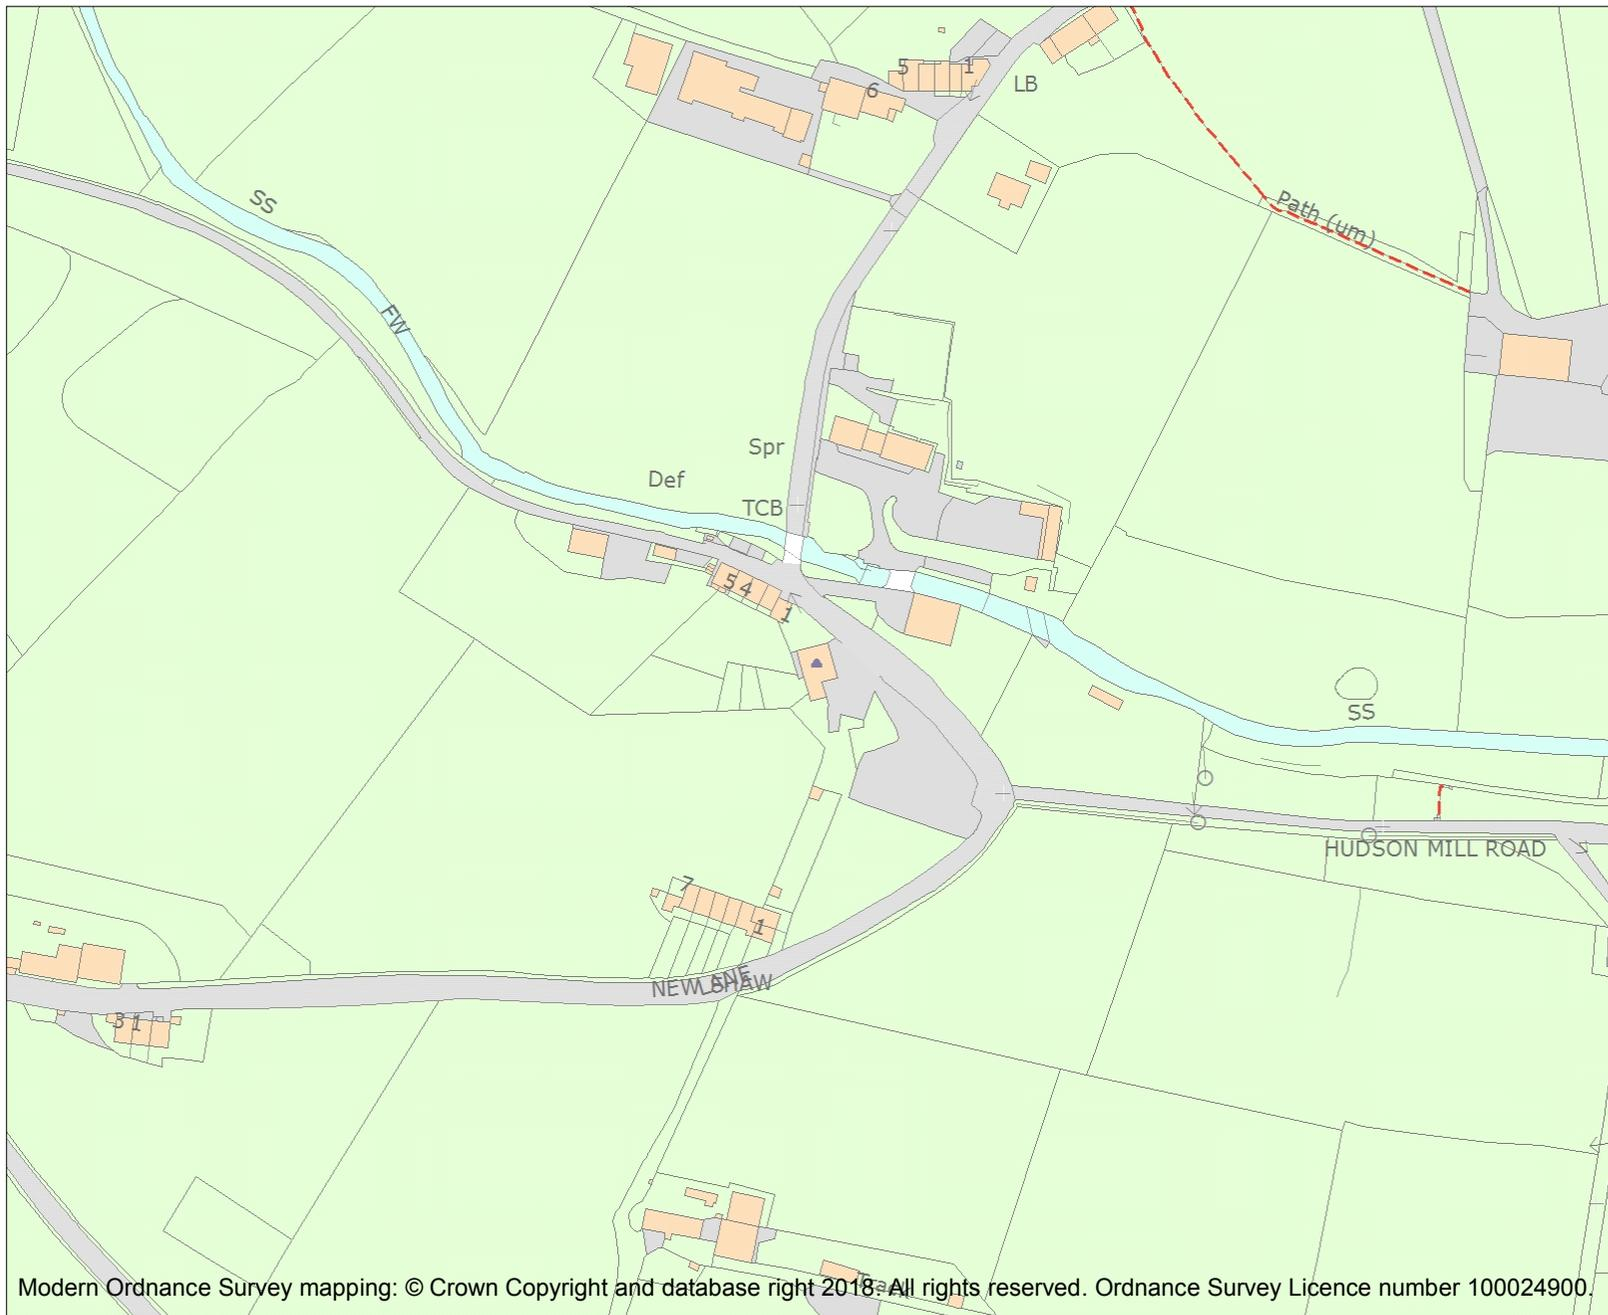 5
1
6
LB
Path (um)
SS
FW
Spr
Def
TCB
5
4
1
SS
HUDSON MILL ROAD
7
1
NEW LANE
SHAW
3
1
Track
Modern Ordnance Survey mapping: © Crown Copyright and database right 2018. All rights reserved. Ordnance Survey Licence number 100024900.